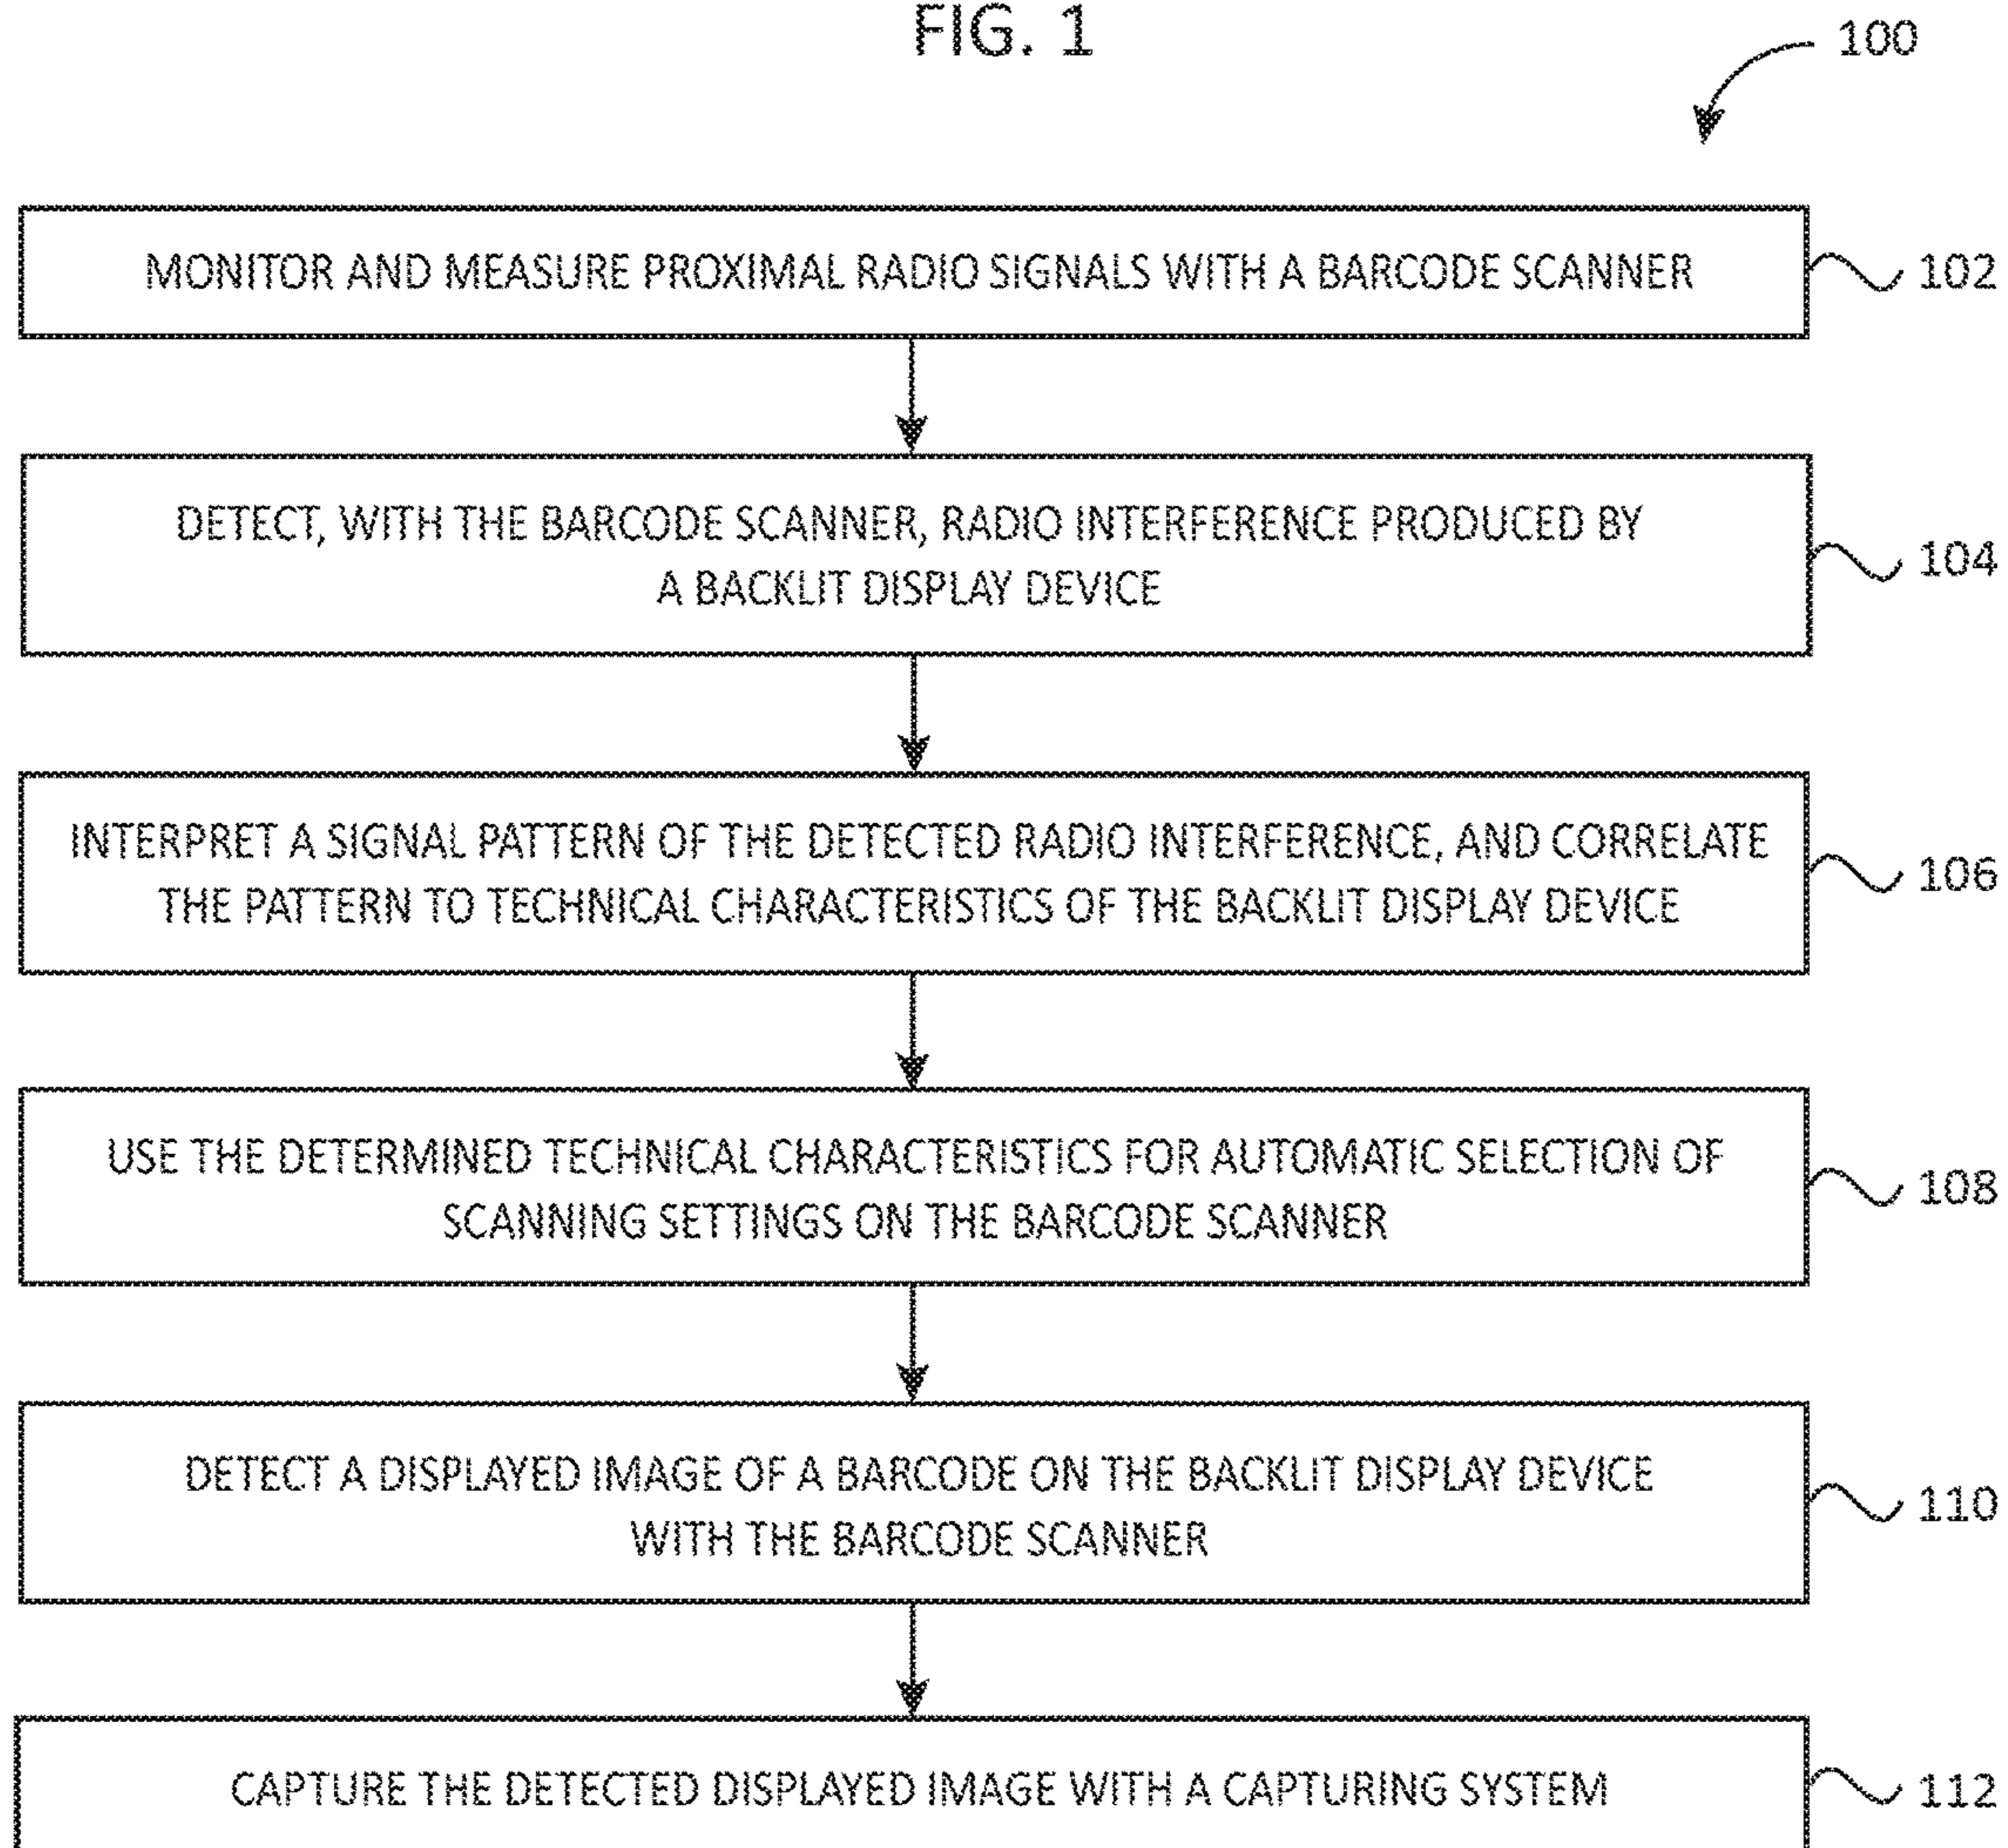 FIG. 1
100
MONITOR AND MEASURE PROXIMAL RADIO SIGNALS WITH A BARCODE SCANNER
102
DETECT, WITH THE BARCODE SCANNER, RADIO INTERFERENCE PRODUCED BY
A BACKLIT DISPLAY DEVICE
104
INTERPRET A SIGNAL PATTERN OF THE DETECTED RADIO INTERFERENCE, AND CORRELATE
THE PATTERN TO TECHNICAL CHARACTERISTICS OF THE BACKLIT DISPLAY DEVICE
106
USE THE DETERMINED TECHNICAL CHARACTERISTICS FOR AUTOMATIC SELECTION OF
SCANNING SETTINGS ON THE BARCODE SCANNER
108
DETECT A DISPLAYED IMAGE OF A BARCODE ON THE BACKLIT DISPLAY DEVICE
WITH THE BARCODE SCANNER
110
CAPTURE THE DETECTED DISPLAYED IMAGE WITH A CAPTURING SYSTEM
112